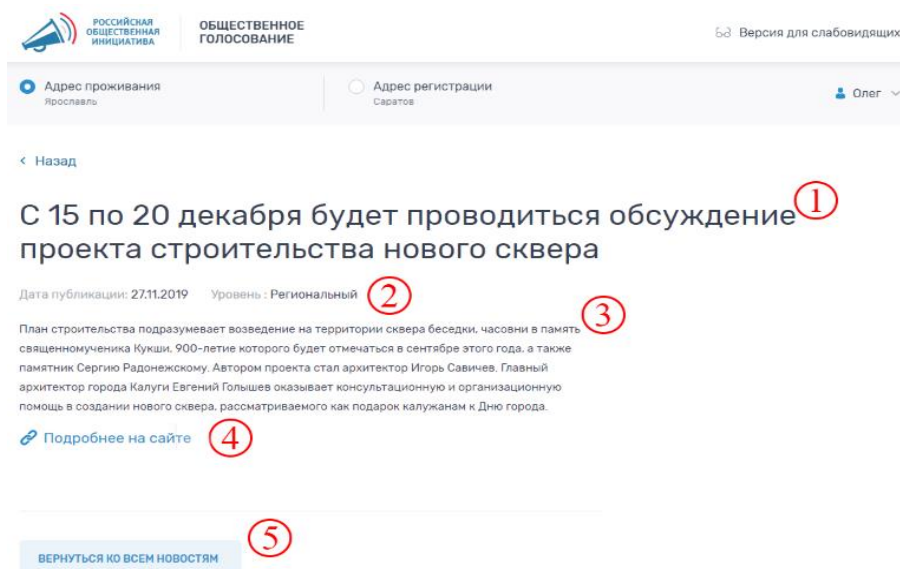 РОССИЙСКАЯ
ОБЩЕСТВЕННАЯ
ИНИЦИАТИВА
ОБЩЕСТВЕННОЕ
ГОЛОСОВАНИЕ
Версия для слабовидящих
Адрес проживания
Ярославль
Адрес регистрации
Саратов
Олег
Назад
С 15 по 20 декабря будет проводиться обсуждение 1
проекта строительства нового сквера
Дата публикации: 27.11.2019 Уровень : Региональный 2
План строительства подразумевает возведение на территории сквера беседки, часовни в память 3
священномученика Кукши, 900-летие которого будет отмечаться в сентябре этого года, а также
памятник Сергию Радонежскому. Автором проекта стал архитектор Игорь Савичев. Главный
архитектор города Калуги Евгений Голышев оказывает консультационную и организационную
помощь в создании нового сквера, рассматриваемого как подарок калужанам к Дню города.
Подробнее на сайте 4
ВЕРНУТЬСЯ КО ВСЕМ НОВОСТЯМ 5